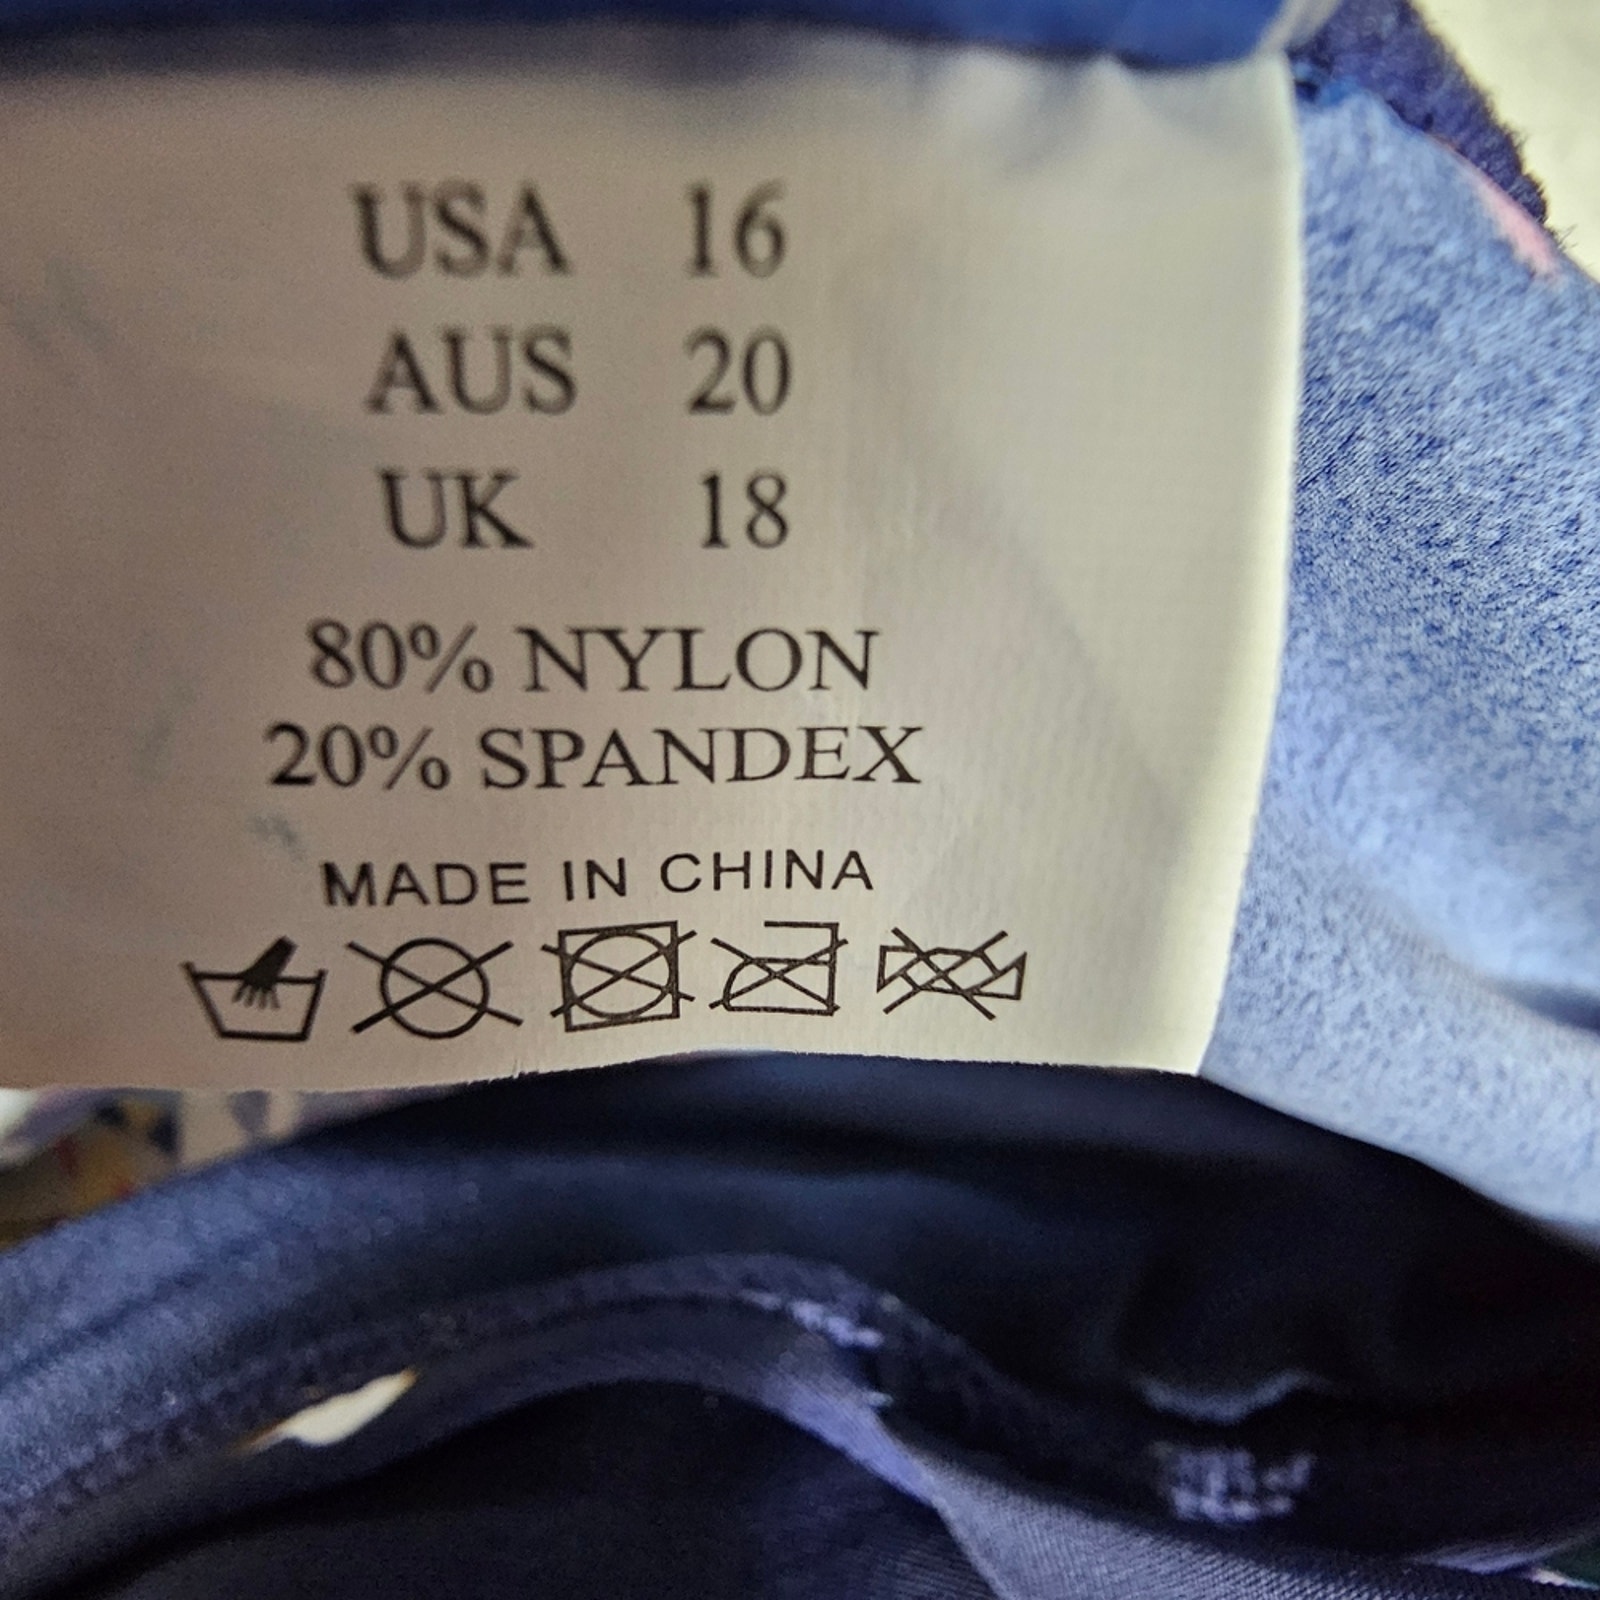 USA 16
AUS 20
UK 18
80% NYLON
20% SPANDEX
MADE IN CHINA